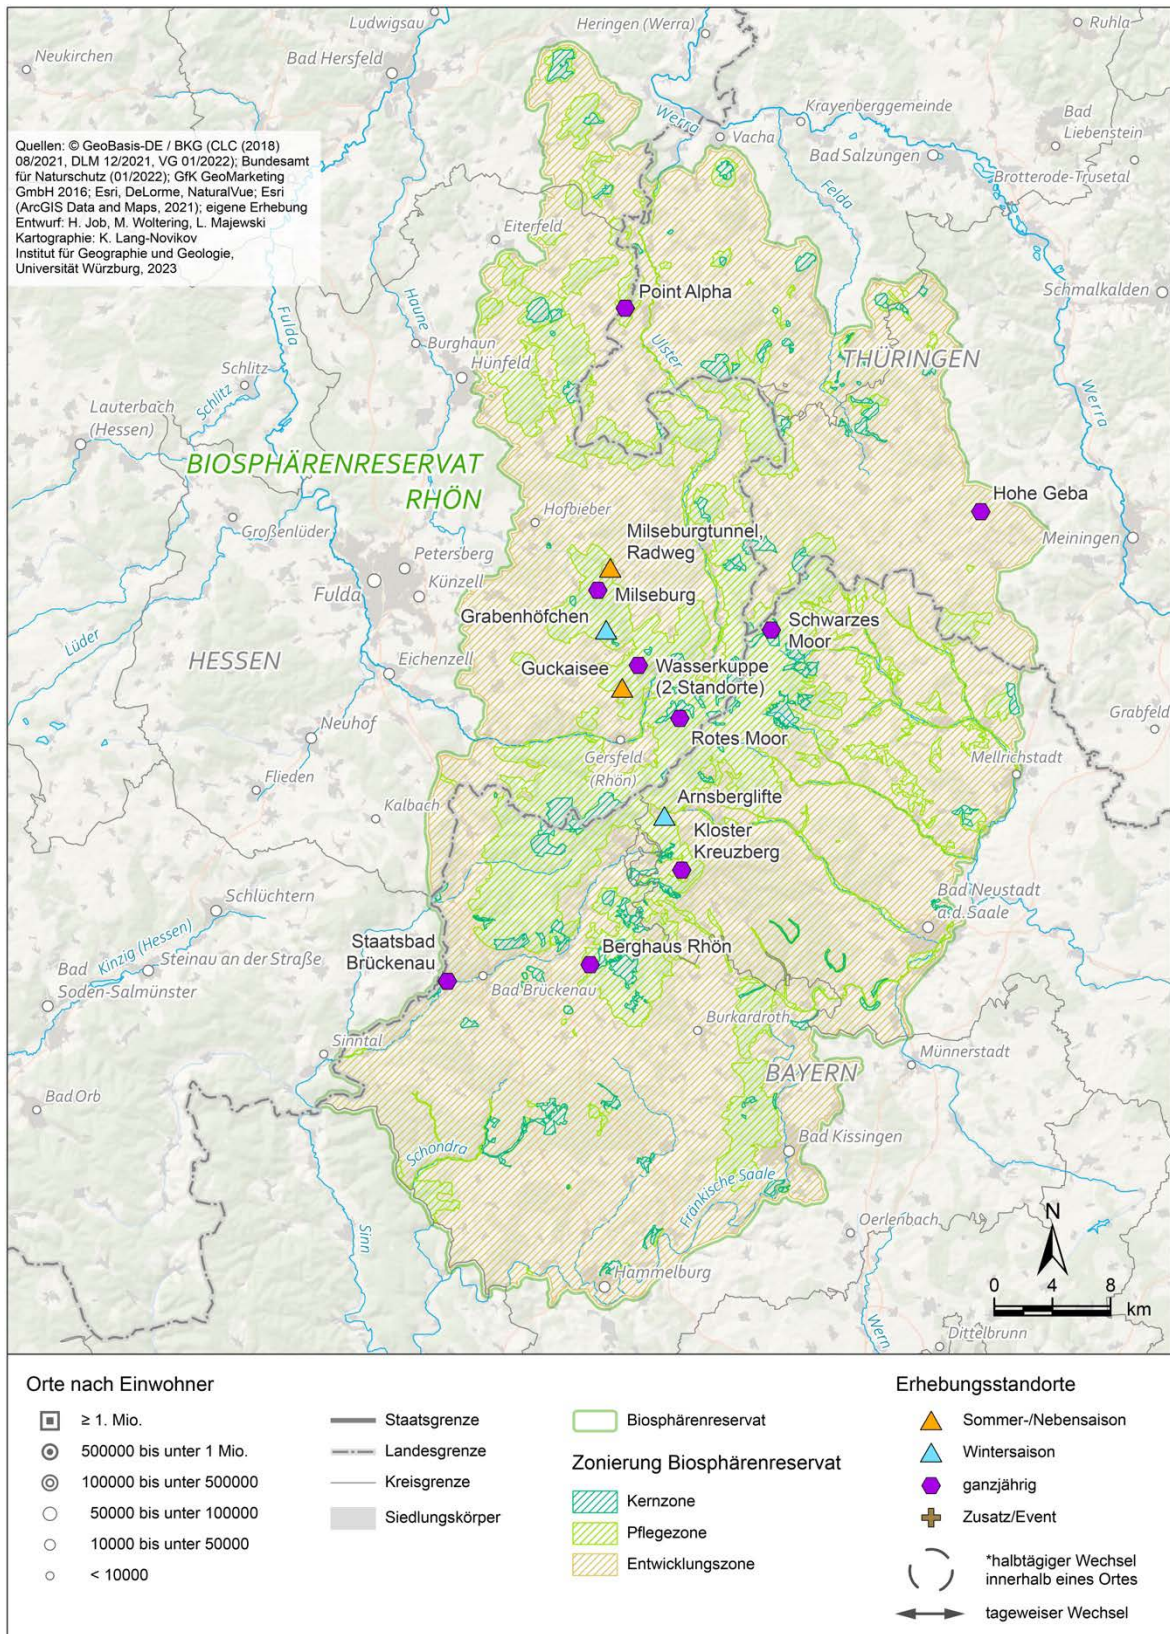 Ludwigsau
Heringen (Werra)
Ruhla
Neukirchen
Bad Hersfeld
Werra
Vacha
Krayenberggemeinde
Bad
Liebenstein
Bad Salzungen
Brotterode-Trusetal
Quellen: © GeoBasis-DE / BKG (CLC (2018)
08/2021, DLM 12/2021, VG 01/2022); Bundesamt
für Naturschutz (01/2022); GfK GeoMarketing
GmbH 2016; Esri, DeLorme, NaturalVue; Esri
(ArcGIS Data and Maps, 2021); eigene Erhebung
Entwurf: H. Job, M. Woltering, L. Majewski
Kartographie: K. Lang-Novikov
Institut für Geographie und Geologie,
Universität Würzburg, 2023
Felda
Eiterfeld
Schmalkalden
Fulda
Haune
Point Alpha
Burghaun
Ulster
Hünfeld
THÜRINGEN
Schlitz
Schlitz
Werra
Lauterbach
(Hessen)
BIOSPHÄRENRESERVAT
RHÖN
Hohe Geba
Großenlüder
Hofbieber
Meiningen
Milseburgtunnel,
Radweg
Petersberg
Künzell
Fulda
Milseburg
Grabenhöfchen
Schwarzes
Moor
Lüder
HESSEN
Eichenzell
Guckaisee
Wasserkuppe
(2 Standorte)
Grabfeld
Neuhof
Rotes Moor
Gersfeld
(Rhön)
Mellrichstadt
Flieden
Kalbach
Arnsberglifte
Kloster
Kreuzberg
Schlüchtern
Bad Neustadt
a.d.Saale
Kinzig (Hessen)
Steinau an der Straße
Staatsbad
Brückenau
Berghaus Rhön
Bad
Soden-Salmünster
Bad Brückenau
Burkardroth
Sinntal
Münnerstadt
BAYERN
Bad Orb
Schondra
Bad Kissingen
Fränkische Saale
Sinn
Oerlenbach
N
Hammelburg
0 4 8
km
Wern
Dittelbrunn
Orte nach Einwohner
≥ 1. Mio.
500000 bis unter 1 Mio.
100000 bis unter 500000
50000 bis unter 100000
10000 bis unter 50000
< 10000
Staatsgrenze
Landesgrenze
Kreisgrenze
Siedlungskörper
Biosphärenreservat
Zonierung Biosphärenreservat
Kernzone
Pflegezone
Entwicklungszone
Erhebungsstandorte
Sommer-/Nebensaison
Wintersaison
ganzjährig
Zusatz/Event
*halbtägiger Wechsel
innerhalb eines Ortes
tageweiser Wechsel